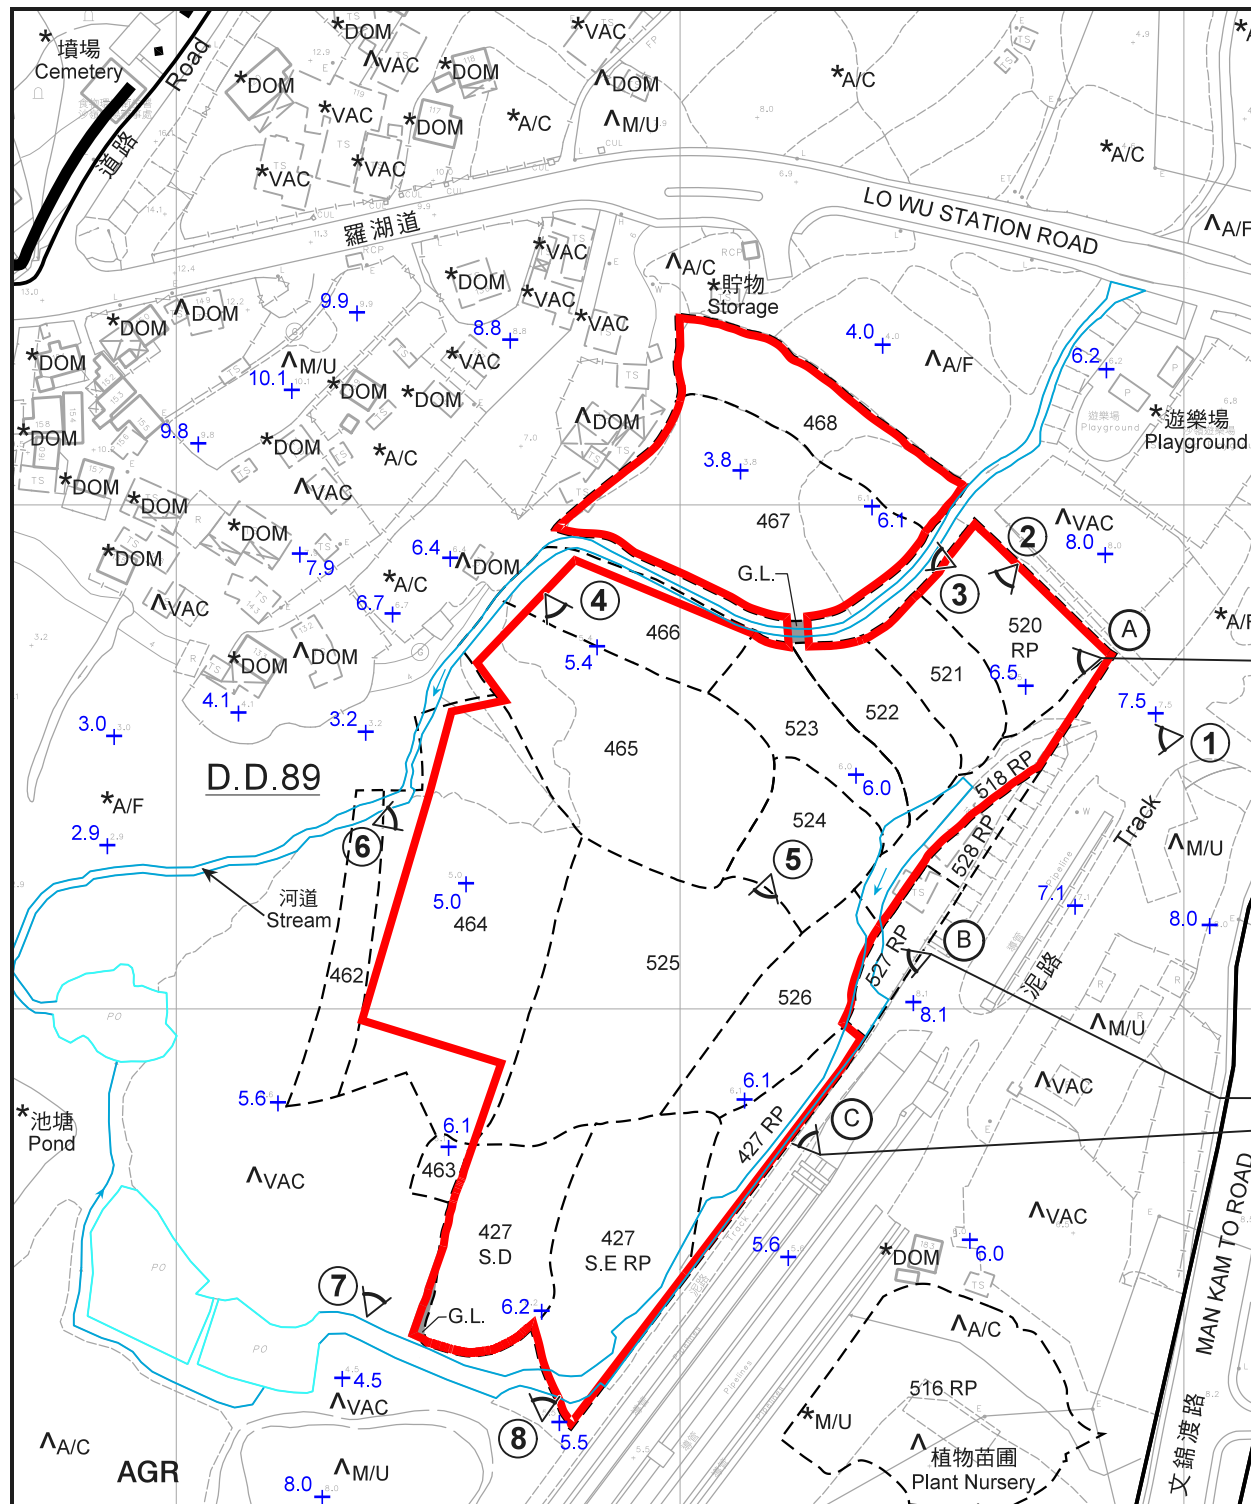 *墳場
Cemetery
道路
Road
*DOM
*VAC
^VAC
*DOM
*DOM
^DOM
*A/C
*VAC
*DOM
*A/C
^M/U
*A/C
*VAC
*VAC
羅湖道
LO WU STATION ROAD
^A/F
*VAC
^A/C
*DOM
*VAC
*貯物
Storage
*VAC
^DOM
*DOM
9.9
8.8
4.0
^A/F
6.2
*DOM
^M/U
10.1
*VAC
*DOM
*DOM
*遊樂場
Playground
遊樂場
Playground
468
^DOM
*DOM
9.8
*DOM
*A/C
3.8
*DOM
^VAC
*DOM
467
6.1
^VAC
8.0
*DOM
*DOM
7.9
6.4
^DOM
G.L.
2
3
*A/C
6.7
4
466
^VAC
5.4
520
RP
A
*A/F
*DOM
^DOM
521
6.5
4.1
3.2
3.0
522
523
7.5
1
465
D.D.89
518 RP
6.0
*A/F
2.9
524
528 RP
Track
^M/U
6
5
河道
Stream
5.0
464
7.1
8.0
527 RP
B
462
525
526
泥路
8.1
^M/U
PO
5.6
6.1
^VAC
*池塘
Pond
6.1
427 RP
C
463
^VAC
427
S.D
427
S.E RP
^VAC
5.6
*DOM
6.0
MAN KAM TO ROAD
文錦渡路
PO
7
6.2
G.L.
^A/C
PO
4.5
^VAC
516 RP
8
5.5
*M/U
^A/C
AGR
^M/U
8.0
^
植物苗圃
Plant Nursery